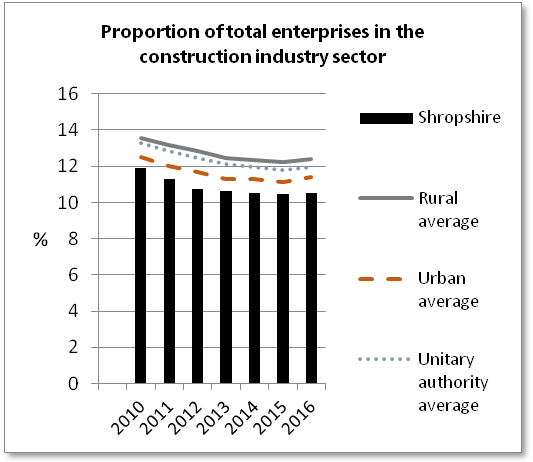 Proportion of total enterprises in the
construction industry sector
16
14
12
10
8
6
4
2
0
%
2010
2011
2012
2013
2014
2015
2016
Shropshire
Rural
average
Urban
average
Unitary
authority
average